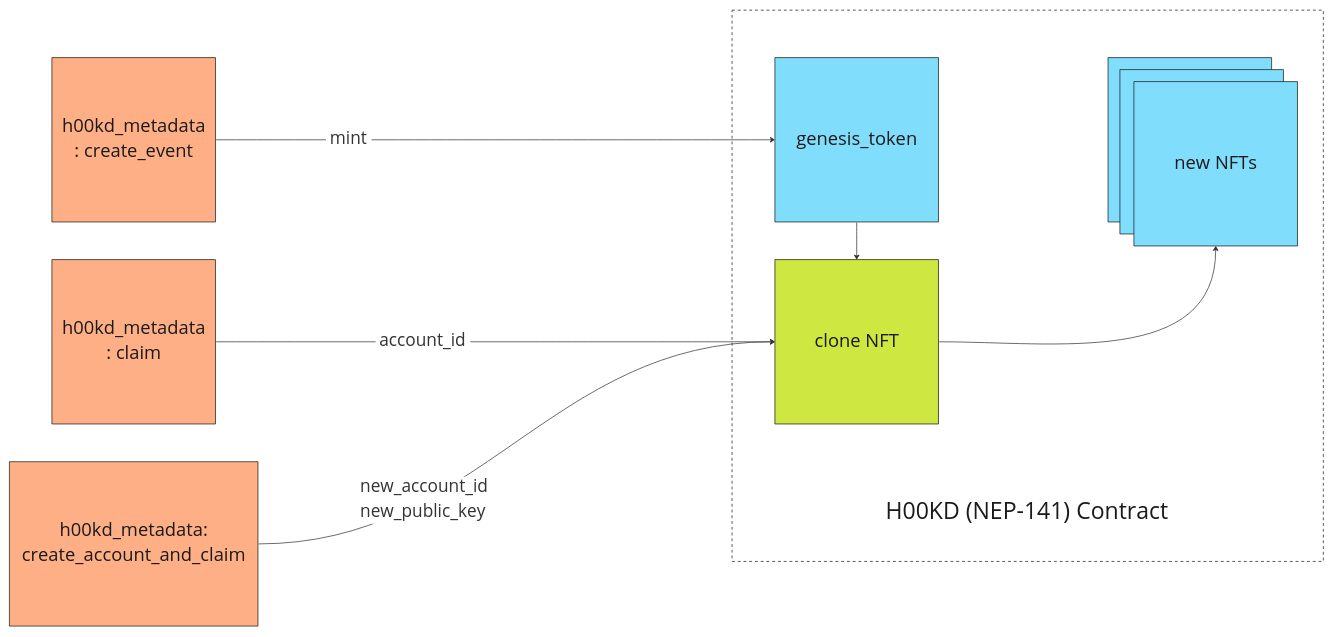 h00kd_metadata
: create_event
mint
genesis_token
new NFTs
h00kd_metadata
: claim
account_id
clone NFT
new_account_id
new_public_key
h00kd_metadata:
create_account_and_claim
H00KD (NEP-141) Contract